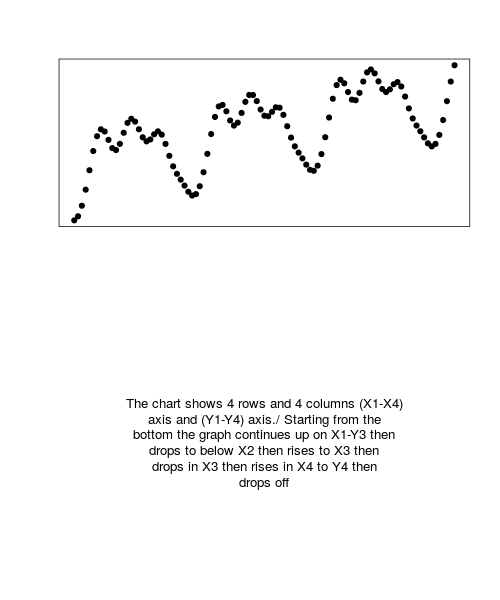 The chart shows 4 rows and 4 columns (X1-X4)
axis and (Y1-Y4) axis./ Starting from the
bottom the graph continues up on X1-Y3 then
drops to below X2 then rises to X3 then
drops in X3 then rises in X4 to Y4 then
drops off